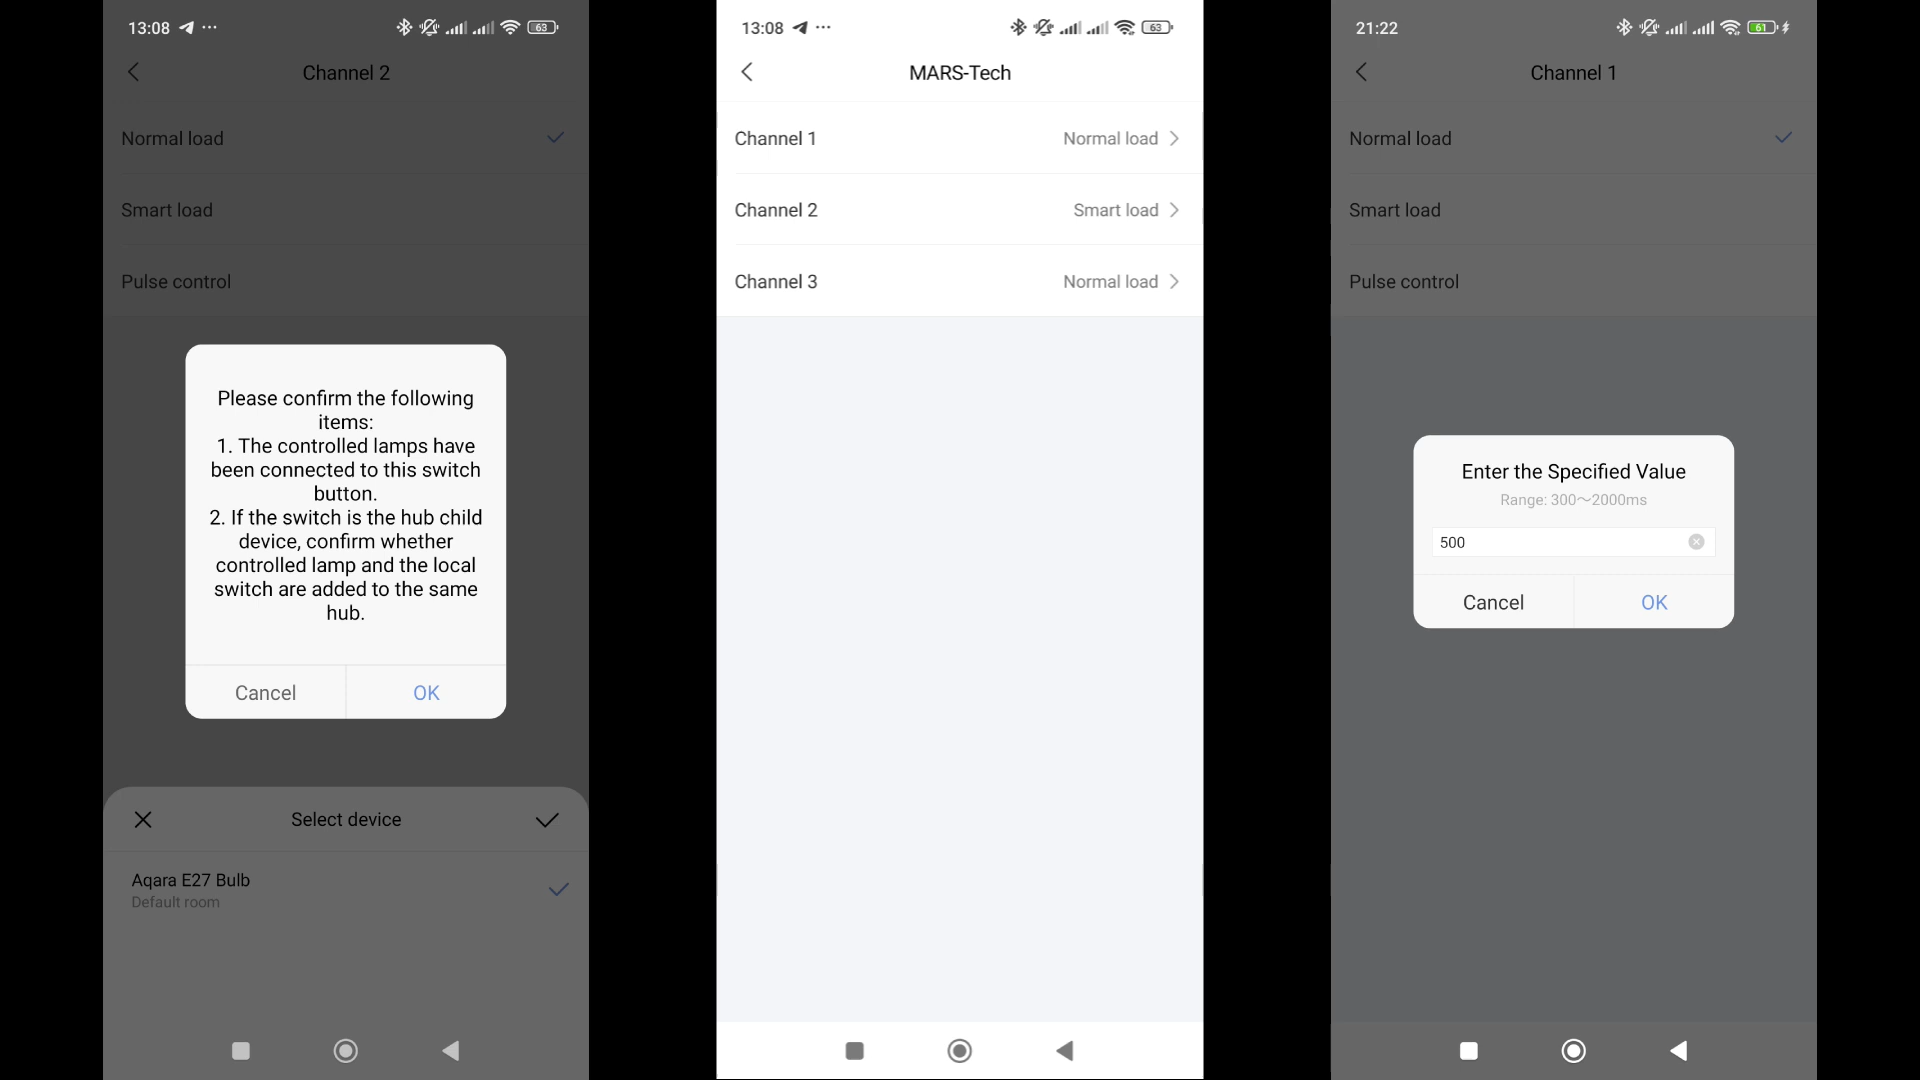 13:08
63
Channel 2
Normal load
Smart load
Pulse control
Please confirm the following
items:
1. The controlled lamps have
been connected to this switch
button.
2. If the switch is the hub child
device, confirm whether
controlled lamp and the local
switch are added to the same
hub.
Cancel
OK
Select device
Aqara E27 Bulb
Default room
13:08
63
MARS-Tech
Channel 1
Normal load
Channel 2
Smart load
Channel 3
Normal load
21:22
61
Channel 1
Normal load
Smart load
Pulse control
Enter the Specified Value
Range: 300～2000ms
500
Cancel
OK